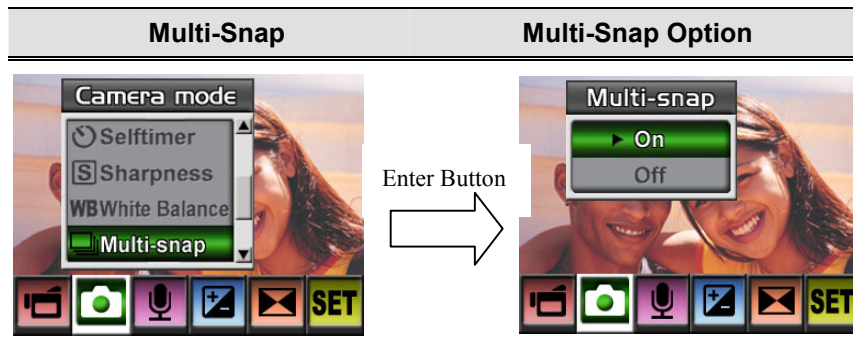 Multi-Snap
Multi-Snap Option
Camera mode
Selftimer
S Sharpness
WB White Balance
Multi-snap
SET
Enter Button
Multi-snap
On
Off
SET